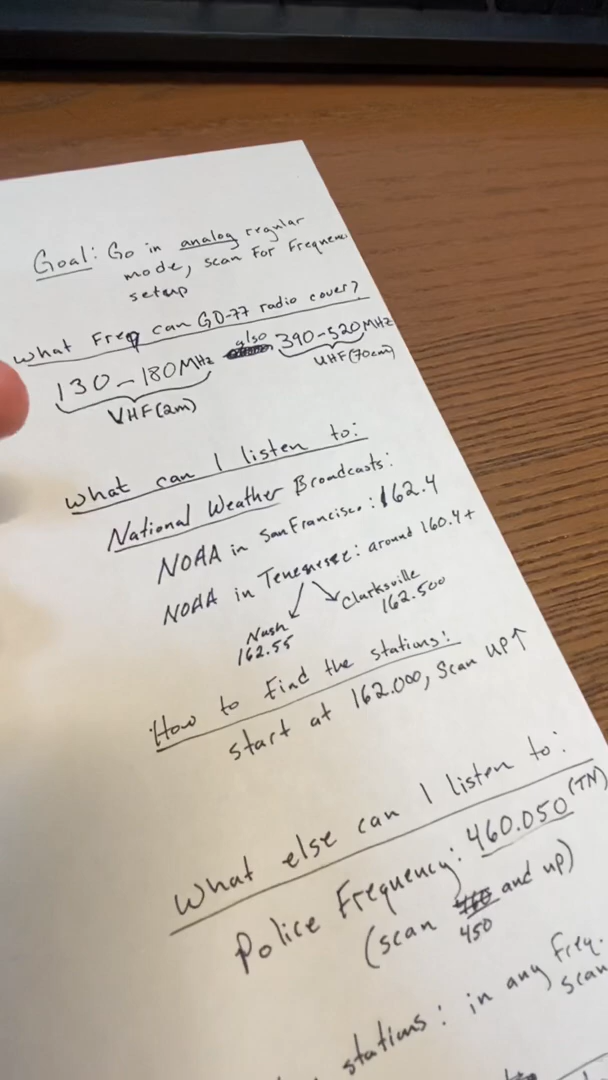 Goal: Go in analog regular
mode, scan for Frequency
setup
What Freq can GD-77 radio cover?
130-180MHz also 390-520MHz
VHF(2m) UHF(70cm)
What can I listen to:
National Weather Broadcasts:
NOAA in San Francisco: 162.4
NOAA in Tenenessee: around 160.4+
Nash Clarksville
162.55 162.500
How to Find the stations:
start at 162.000, Scan UP↑
What else can I listen to:
Police Frequency: 460.050 (TN)
(scan 450 and up)
stations: in any freq.
scan